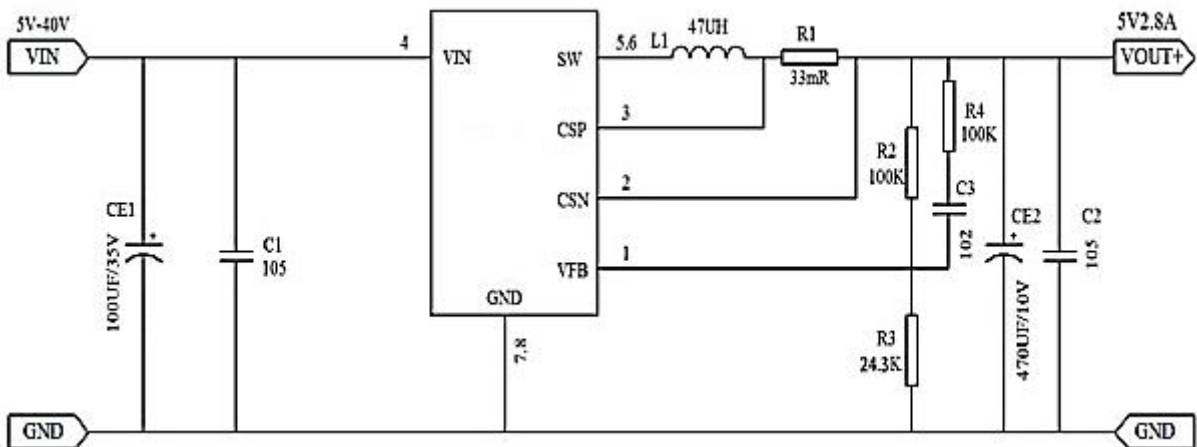 5V-40V
VIN
4
VIN
SW
5.6
L1
47UH
R1
33mR
5V2.8A
VOUT+
3
CSP
R4
100K
R2
100K
2
CSN
C3
102
CE1
100UF/35V
C1
105
CE2
470UF/10V
C2
105
1
VFB
GND
7.8
R3
24.3K
GND
GND